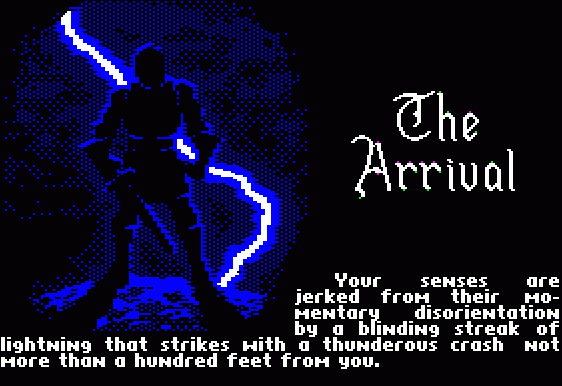 The
Arrival
Your senses are
jerked from their mo-
mentary disorientation
by a blinding streak of
lightning that strikes with a thunderous crash not
more than a hundred feet from you.